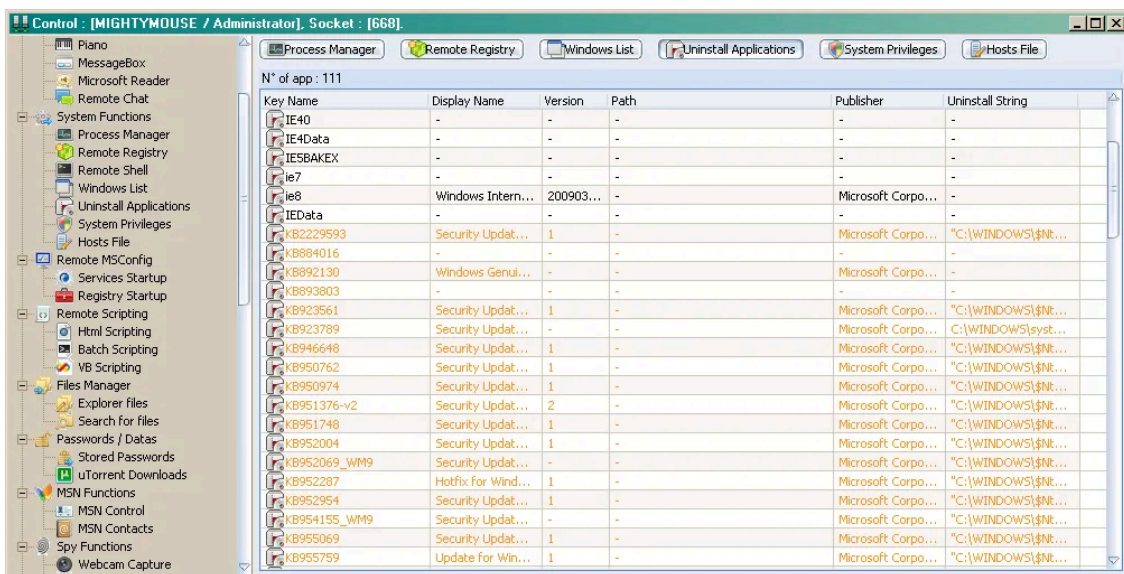 Control : [MIGHTYMOUSE / Administrator], Socket : [668].
Piano
MessageBox
Microsoft Reader
Remote Chat
System Functions
Process Manager
Remote Registry
Remote Shell
Windows List
Uninstall Applications
System Privileges
Hosts File
Remote MSConfig
Services Startup
Registry Startup
Remote Scripting
Html Scripting
Batch Scripting
VB Scripting
Files Manager
Explorer files
Search for files
Passwords / Datas
Stored Passwords
uTorrent Downloads
MSN Functions
MSN Control
MSN Contacts
Spy Functions
Webcam Capture
Process Manager Remote Registry Windows List Uninstall Applications System Privileges Hosts File
N° of app : 111
Key Name Display Name Version Path Publisher Uninstall String
IE40 - - - - -
IE4Data - - - - -
IE5BAKEX - - - - -
ie7 - - - - -
ie8 Windows Intern... 200903... - Microsoft Corpo... -
IEData - - - - -
KB2229593 Security Updat... 1 - Microsoft Corpo... "C:\WINDOWS\$Nt...
KB884016 - - - - -
KB892130 Windows Genui... - - Microsoft Corpo... -
KB893803 - - - - -
KB923561 Security Updat... 1 - Microsoft Corpo... "C:\WINDOWS\$Nt...
KB923789 Security Updat... - - Microsoft Corpo... C:\WINDOWS\syst...
KB946648 Security Updat... 1 - Microsoft Corpo... "C:\WINDOWS\$Nt...
KB950762 Security Updat... 1 - Microsoft Corpo... "C:\WINDOWS\$Nt...
KB950974 Security Updat... 1 - Microsoft Corpo... "C:\WINDOWS\$Nt...
KB951376-v2 Security Updat... 2 - Microsoft Corpo... "C:\WINDOWS\$Nt...
KB951748 Security Updat... 1 - Microsoft Corpo... "C:\WINDOWS\$Nt...
KB952004 Security Updat... 1 - Microsoft Corpo... "C:\WINDOWS\$Nt...
KB952069_WM9 Security Updat... - - Microsoft Corpo... "C:\WINDOWS\$Nt...
KB952287 Hotfix for Wind... 1 - Microsoft Corpo... "C:\WINDOWS\$Nt...
KB952954 Security Updat... 1 - Microsoft Corpo... "C:\WINDOWS\$Nt...
KB954155_WM9 Security Updat... - - Microsoft Corpo... "C:\WINDOWS\$Nt...
KB955069 Security Updat... 1 - Microsoft Corpo... "C:\WINDOWS\$Nt...
KB955759 Update for Win... 1 - Microsoft Corpo... "C:\WINDOWS\$Nt...